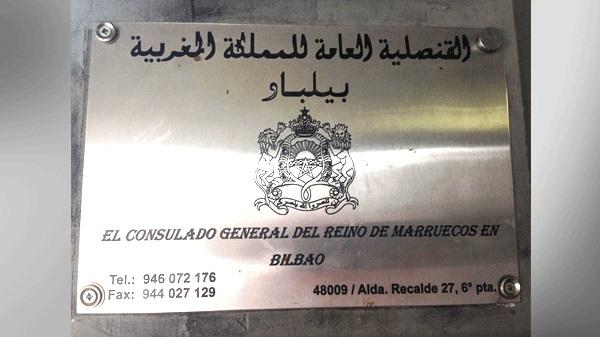 القنصلية العامة للمملكة المغربية
بيلباو
EL CONSULADO GENERAL DEL REINO DE MARRUECOS EN
BILBAO
Tel.: 946 072 176
Fax: 944 027 129
48009 / Alda. Recalde 27, 6º pta.